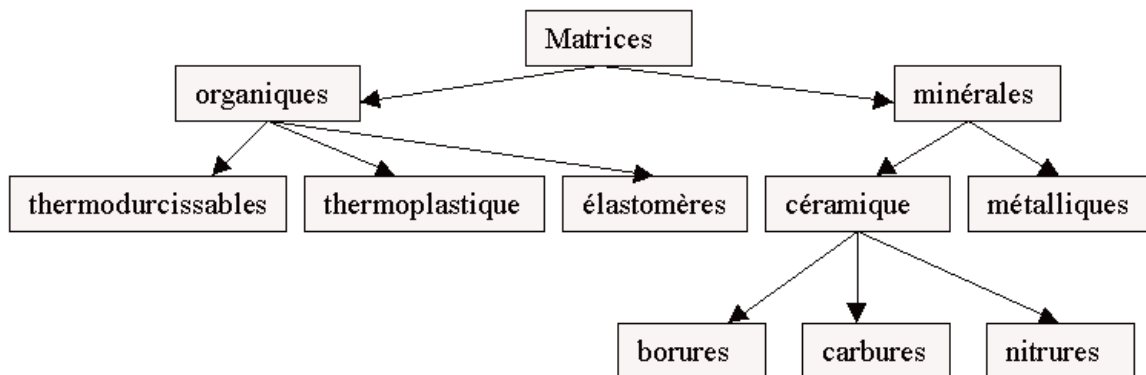 Matrices
organiques
minérales
thermodurcissables
thermoplastique
élastomères
céramique
métalliques
borures
carbures
nitrures